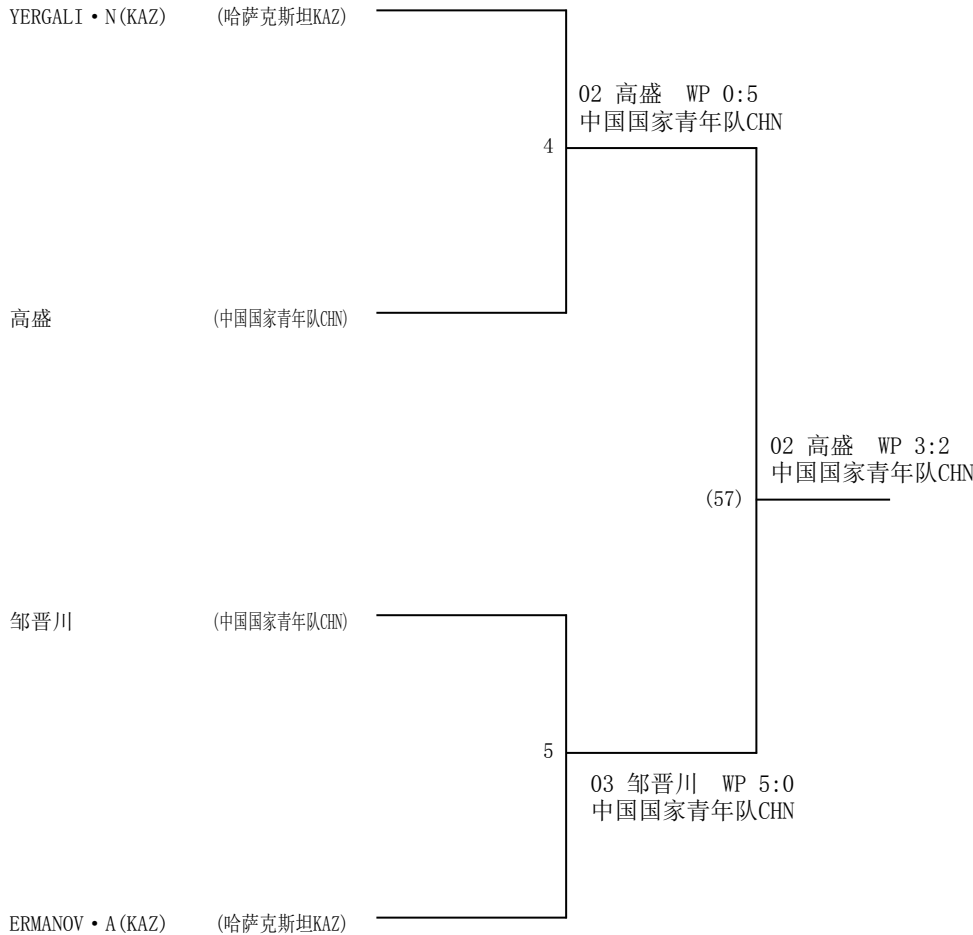 YERGALI·N(KAZ) (哈萨克斯坦KAZ)
02 高盛 WP 0:5
中国国家青年队CHN
4
高盛 (中国国家青年队CHN)
02 高盛 WP 3:2
中国国家青年队CHN
(57)
邹晋川 (中国国家青年队CHN)
5
03 邹晋川 WP 5:0
中国国家青年队CHN
ERMANOV·A(KAZ) (哈萨克斯坦KAZ)